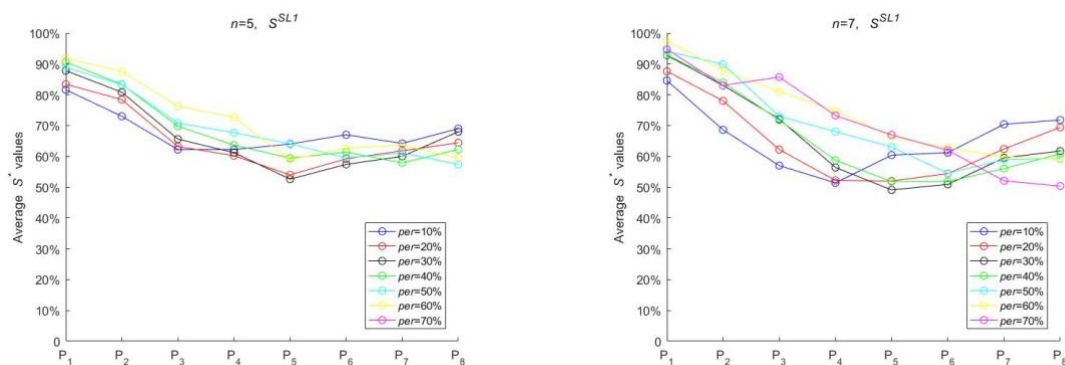 n=5, S^SL1
100%
90%
80%
70%
60%
50%
40%
30%
20%
10%
0%
Average S* values
P1 P2 P3 P4 P5 P6 P7 P8
per=10%
per=20%
per=30%
per=40%
per=50%
per=60%
per=70%
n=7, S^SL1
100%
90%
80%
70%
60%
50%
40%
30%
20%
10%
0%
Average S* values
P1 P2 P3 P4 P5 P6 P7 P8
per=10%
per=20%
per=30%
per=40%
per=50%
per=60%
per=70%